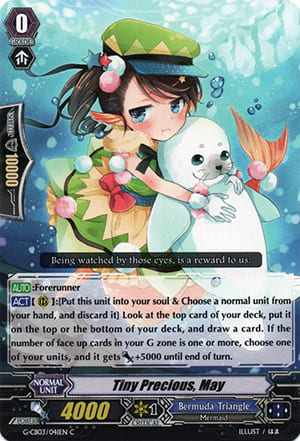 0
GRADE
10000
SHIELD
Being watched by those eyes, is a reward to us.
AUTO:Forerunner
ACT[ :[Put this unit into your soul & Choose a normal unit from
your hand, and discard it] Look at the top card of your deck, put it
on the top or the bottom of your deck, and draw a card. If the
number of face up cards in your G zone is one or more, choose one
of your units, and it gets +5000 until end of turn.
Tiny Precious, May
NORMAL
UNIT
POWER
4000
1
CRITICAL
Bermuda Triangle
Mermaid
G-CB03/041EN C
ILLUST /